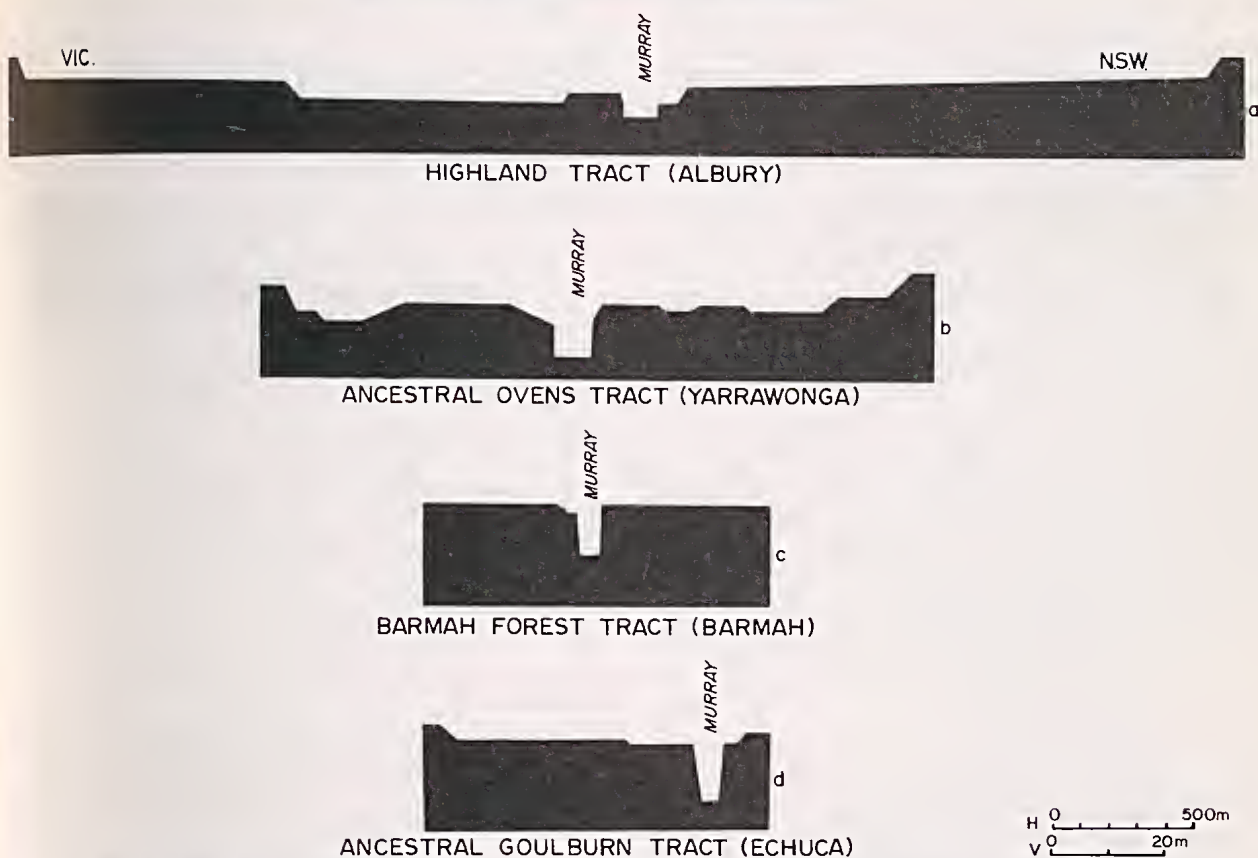 VIC.
MURRAY
N.S.W.
a
HIGHLAND TRACT (ALBURY)
MURRAY
b
ANCESTRAL OVENS TRACT (YARRAWONGA)
MURRAY
c
BARMAH FOREST TRACT (BARMAH)
MURRAY
d
ANCESTRAL GOULBURN TRACT (ECHUCA)
H 0 500m
V 0 20m